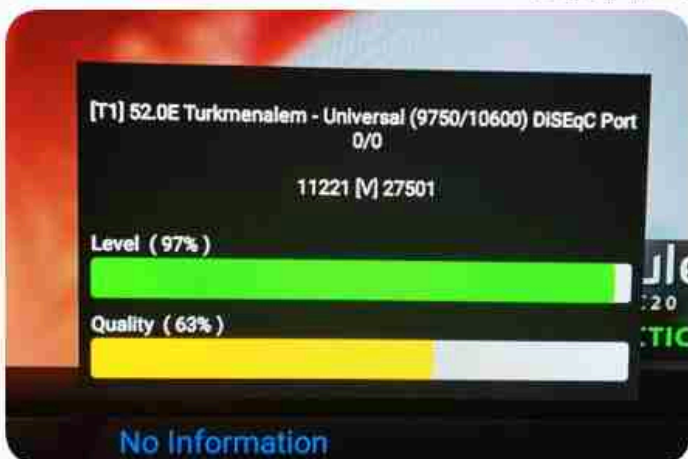 [T1] 52.0E Turkmenalem - Universal (9750/10600) DiSEqC Port
0/0
11221 [V] 27501
Level ( 97% )
Quality ( 63% )
No Information